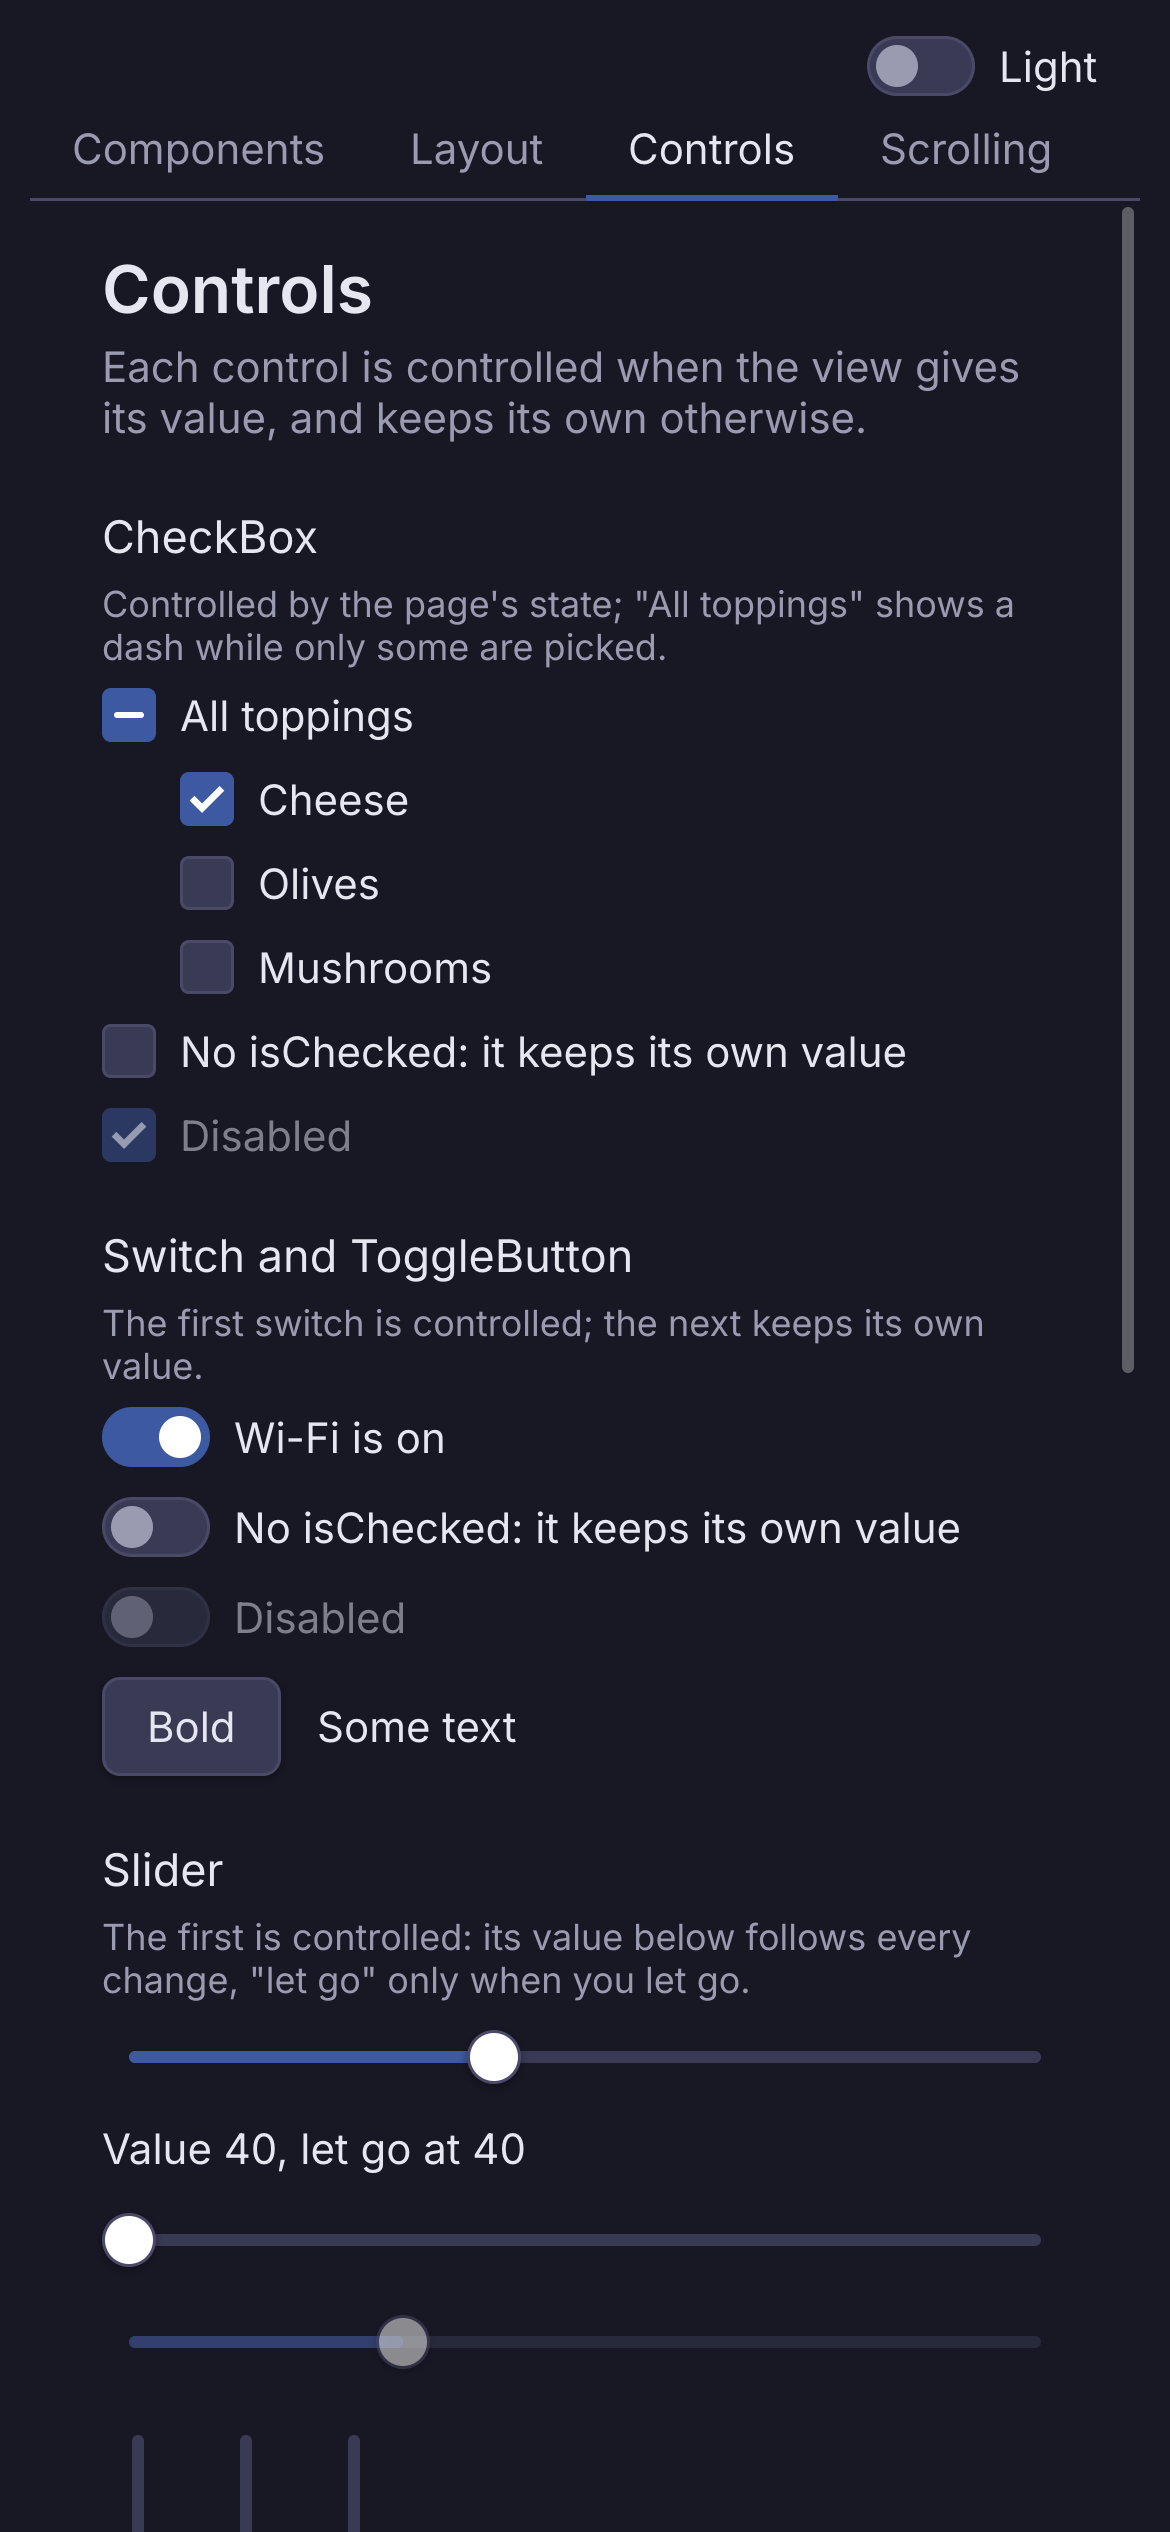 Light
Components Layout Controls Scrolling
Controls
Each control is controlled when the view gives
its value, and keeps its own otherwise.
CheckBox
Controlled by the page's state; "All toppings" shows a
dash while only some are picked.
All toppings
Cheese
Olives
Mushrooms
No isChecked: it keeps its own value
Disabled
Switch and ToggleButton
The first switch is controlled; the next keeps its own
value.
Wi-Fi is on
No isChecked: it keeps its own value
Disabled
Bold Some text
Slider
The first is controlled: its value below follows every
change, "let go" only when you let go.
Value 40, let go at 40